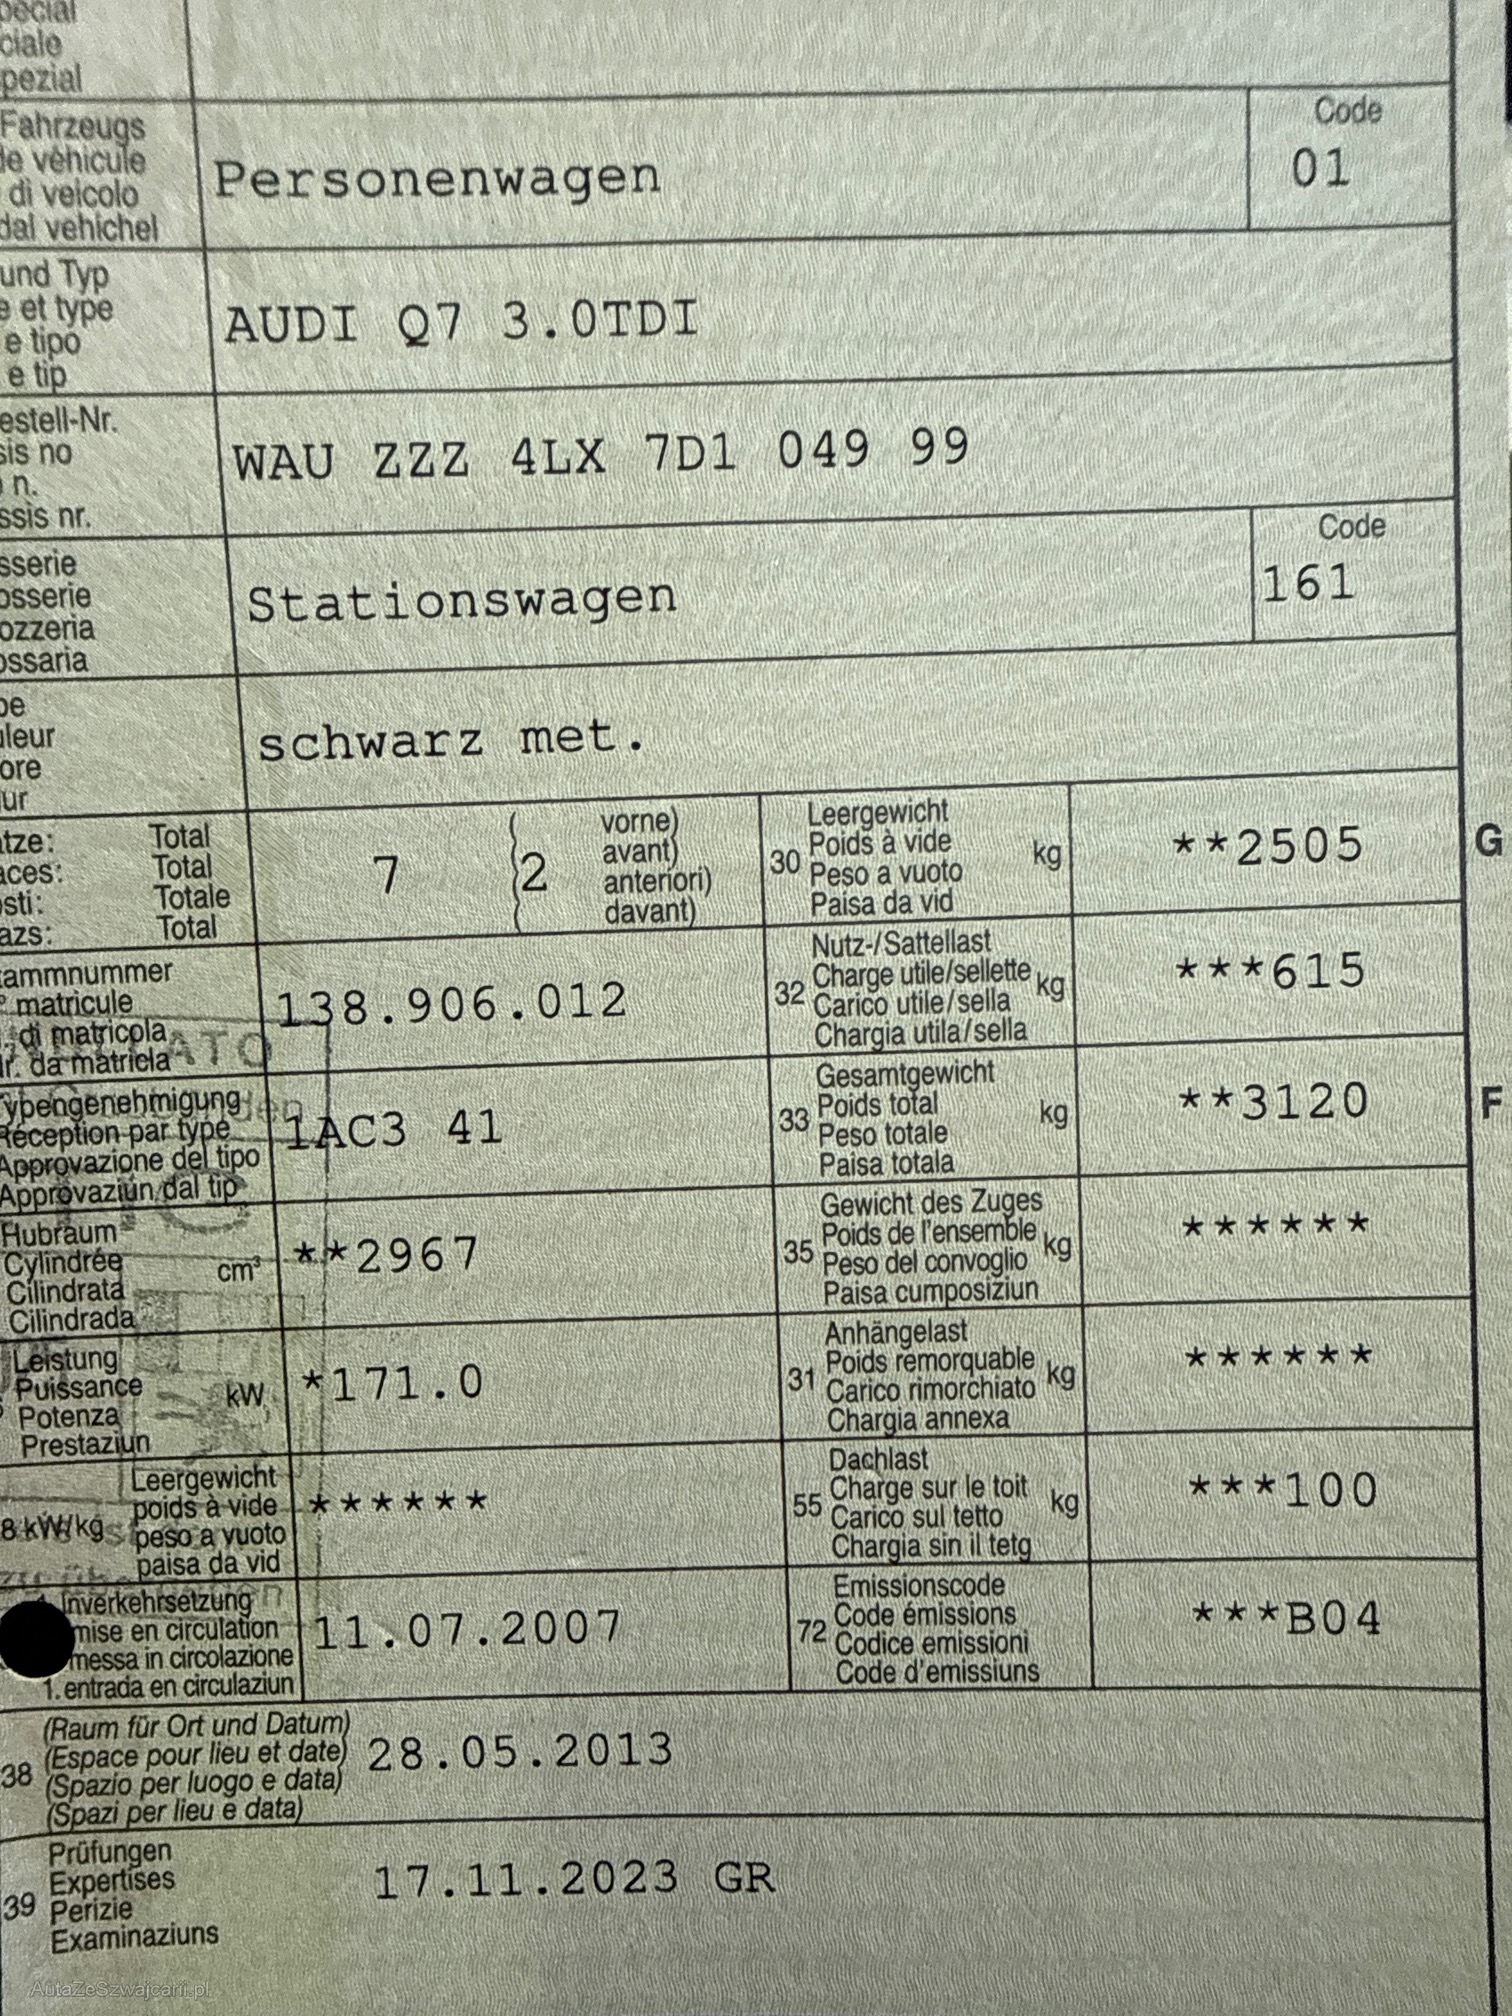 pecial
ciale
pezial
Fahrzeugs
de véhicule
di veicolo
dal vehichel
Personenwagen
Code
01
und Typ
e et type
e tipo
e tip
AUDI Q7 3.0TDI
estell-Nr.
sis no
n.
ssis nr.
WAU ZZZ 4LX 7D1 049 99
sserie
osserie
ozzeria
ossaria
Stationswagen
Code
161
be
uleur
ore
ur
schwarz met.
tze: Total
aces: Total
sti: Totale
azs: Total
7
2
vorne)
avant)
anteriori)
davant)
30
Leergewicht
Poids à vide
Peso a vuoto
Paisa da vid
kg
**2505
G
tammnummer
° matricule
. di matricola
Nr. da matricla
138.906.012
32
Nutz-/Sattellast
Charge utile/sellette
Carico utile/sella
Chargia utila/sella
kg
***615
Typengenehmigung
Réception par type
Approvazione del tipo
Approvaziun dal tip
1AC3 41
33
Gesamtgewicht
Poids total
Peso totale
Paisa totala
kg
**3120
F
Hubraum
Cylindrée
Cilindrata
Cilindrada
cm³
**2967
35
Gewicht des Zuges
Poids de l'ensemble
Peso del convoglio
Paisa cumposiziun
kg
******
Leistung
Puissance
Potenza
Prestaziun
kW
*171.0
31
Anhängelast
Poids remorquable
Carico rimorchiato
Chargia annexa
kg
******
8 kW/kg
Leergewicht
poids à vide
peso a vuoto
paisa da vid
******
55
Dachlast
Charge sur le toit
Carico sul tetto
Chargia sin il tetg
kg
***100
1. Inverkehrsetzung
mise en circulation
messa in circolazione
1. entrada en circulaziun
11.07.2007
72
Emissionscode
Code émissions
Codice emissioni
Code d'emissiuns
***B04
38
(Raum für Ort und Datum)
(Espace pour lieu et date)
(Spazio per luogo e data)
(Spazi per lieu e data)
28.05.2013
39
Prüfungen
Expertises
Perizie
Examinaziuns
17.11.2023 GR
AutaZeSzwajcarii.pl